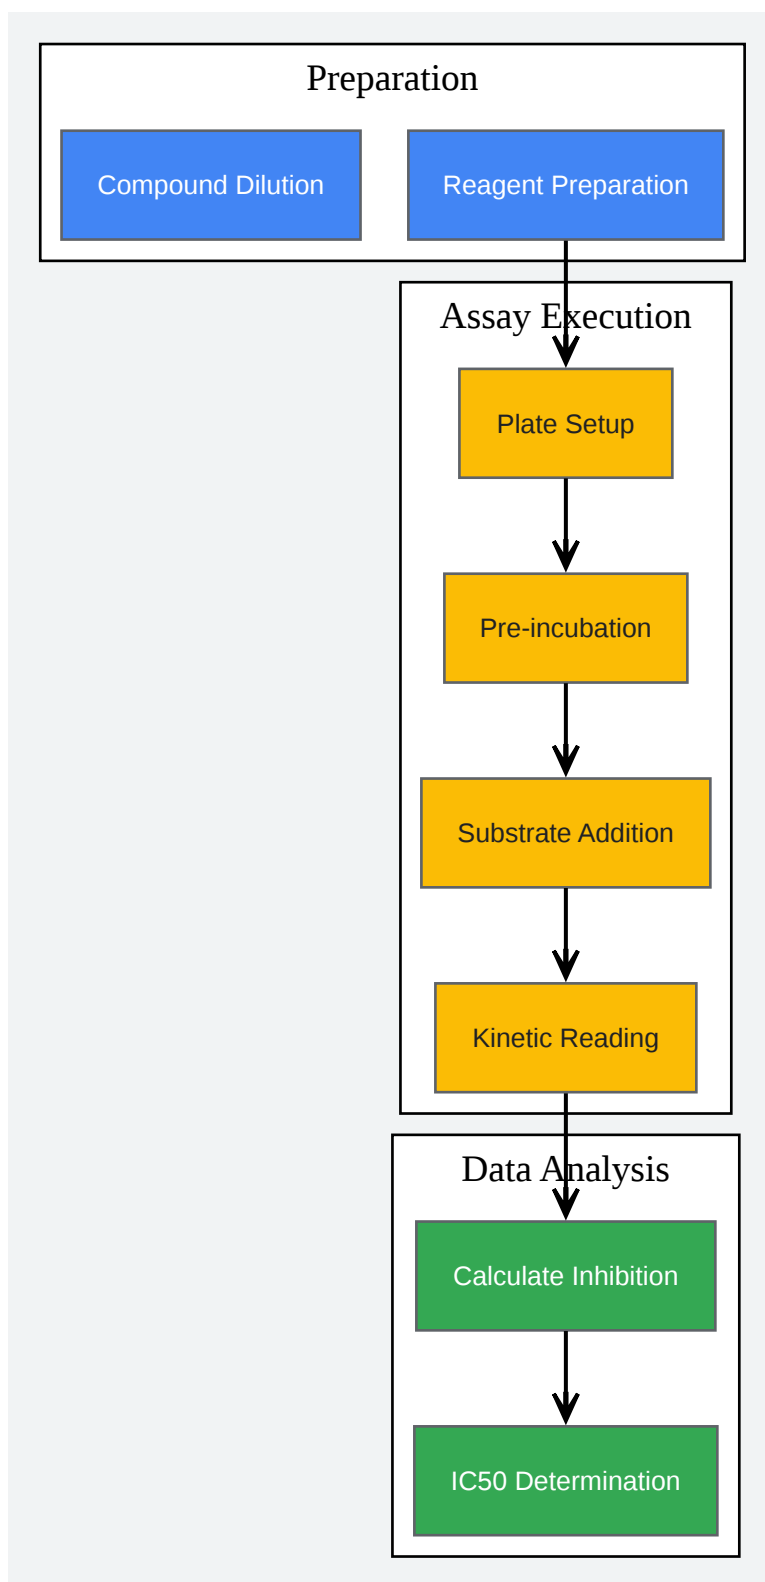 Preparation
Compound Dilution
Reagent Preparation
Assay Execution
Plate Setup
Pre-incubation
Substrate Addition
Kinetic Reading
Data Analysis
Calculate Inhibition
IC50 Determination